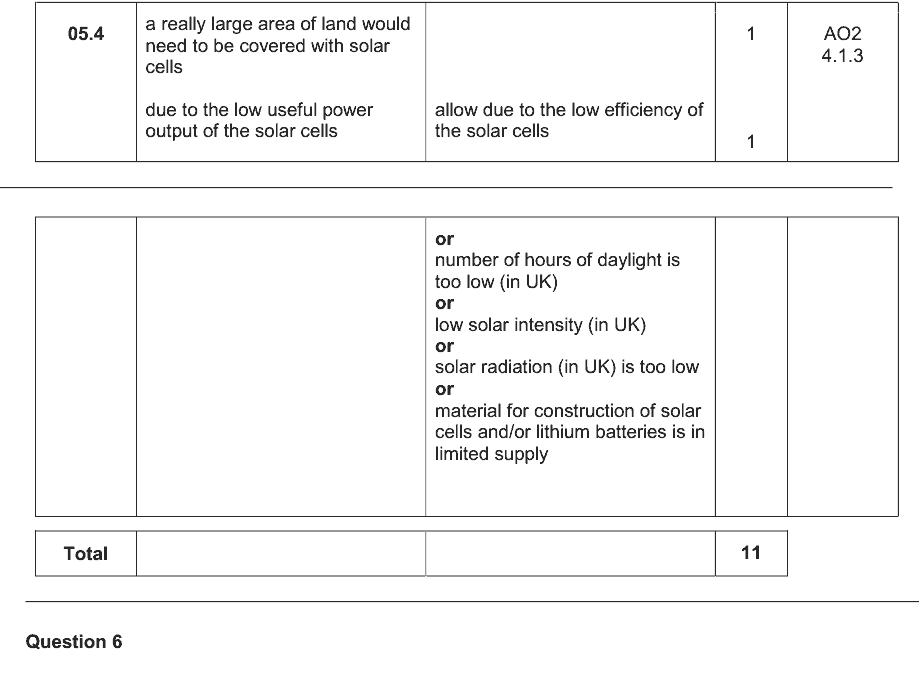 05.4
a really large area of land would
need to be covered with solar
cells
1
AO2
4.1.3
due to the low useful power
output of the solar cells
allow due to the low efficiency of
the solar cells
1
or
number of hours of daylight is
too low (in UK)
or
low solar intensity (in UK)
or
solar radiation (in UK) is too low
or
material for construction of solar
cells and/or lithium batteries is in
limited supply
Total
11
Question 6